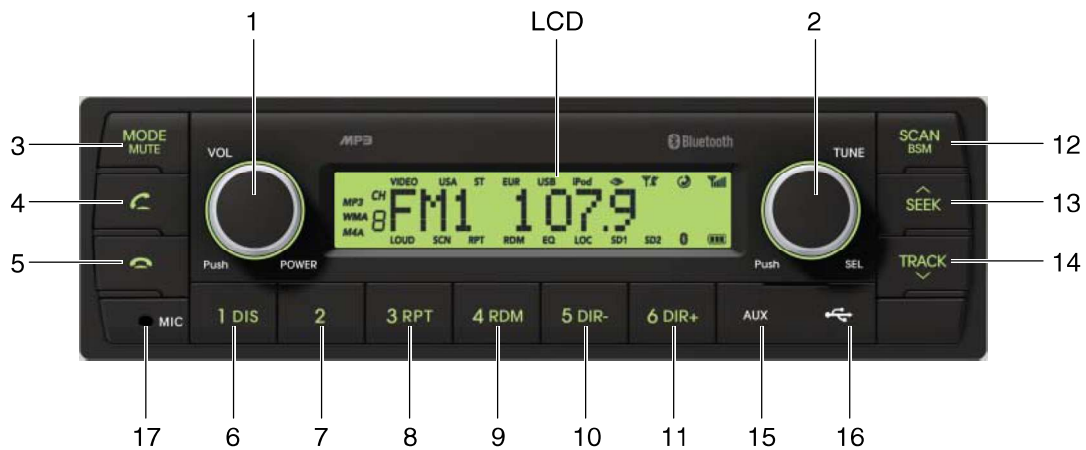 1 LCD 2
3 MODE MUTE VOL MP3 Bluetooth TUNE SCAN BSM 12
VIDEO USA ST EUR USB iPod
4 MP3 CH WMA M4A 8 FM1 107.9 SEEK 13
LOUD SCN RPT RDM EQ LOC SD1 SD2
5 Push POWER Push SEL TRACK 14
MIC 1 DIS 2 3 RPT 4 RDM 5 DIR- 6 DIR+ AUX
17 6 7 8 9 10 11 15 16